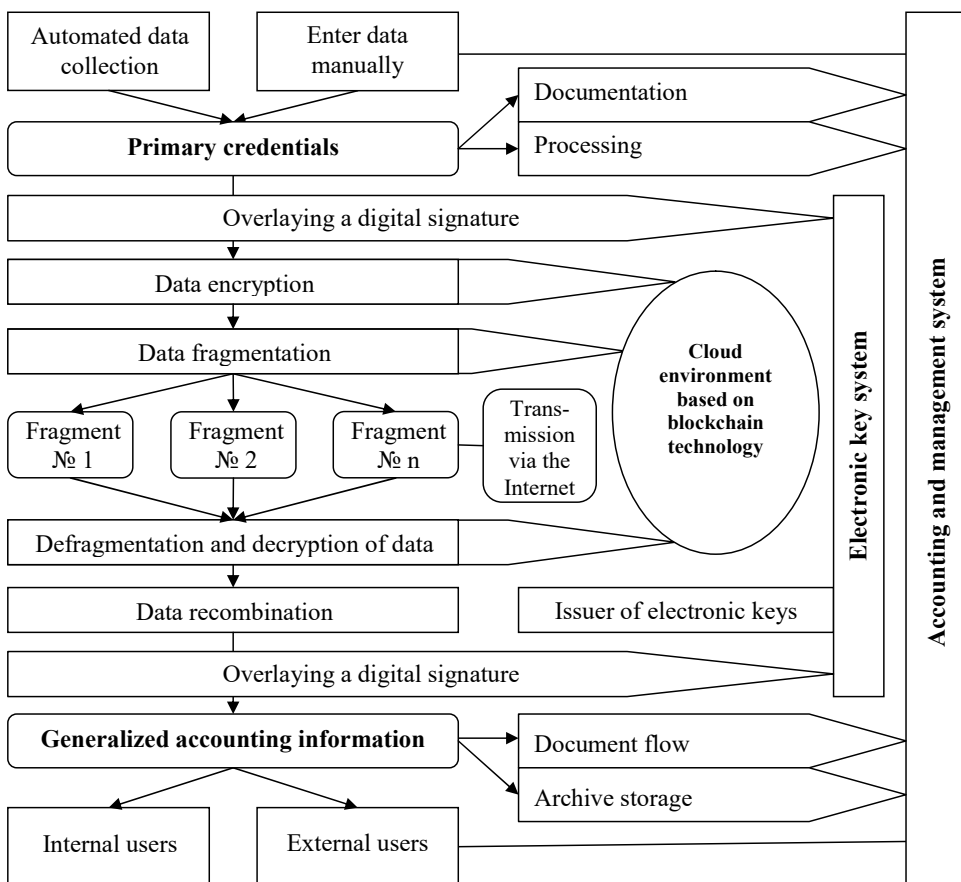 Automated data
collection
Enter data
manually
Documentation
Primary credentials
Processing
Overlaying a digital signature
Data encryption
Data fragmentation
Cloud
environment
based on
blockchain
technology
Fragment
№ 1
Fragment
№ 2
Fragment
№ n
Trans-
mission
via the
Internet
Defragmentation and decryption of data
Data recombination
Issuer of electronic keys
Overlaying a digital signature
Electronic key system
Accounting and management system
Generalized accounting information
Document flow
Archive storage
Internal users
External users